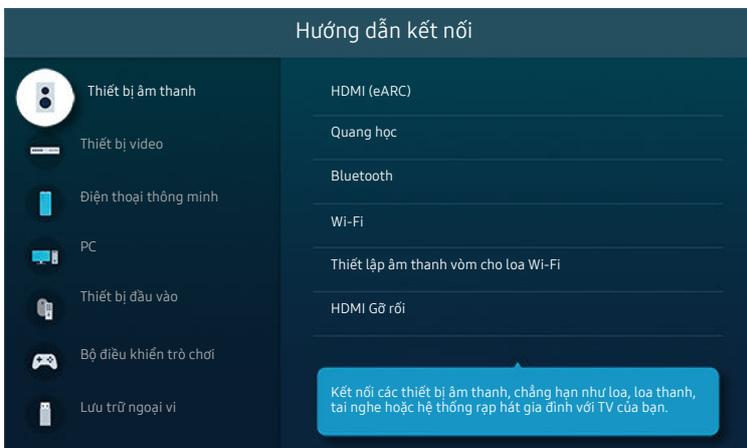 Hướng dẫn kết nối
Thiết bị âm thanh
Thiết bị video
Điện thoại thông minh
PC
Thiết bị đầu vào
Bộ điều khiển trò chơi
Lưu trữ ngoại vi
HDMI (eARC)
Quang học
Bluetooth
Wi-Fi
Thiết lập âm thanh vòm cho loa Wi-Fi
HDMI Gỡ rối
Kết nối các thiết bị âm thanh, chẳng hạn như loa, loa thanh,
tai nghe hoặc hệ thống rạp hát gia đình với TV của bạn.